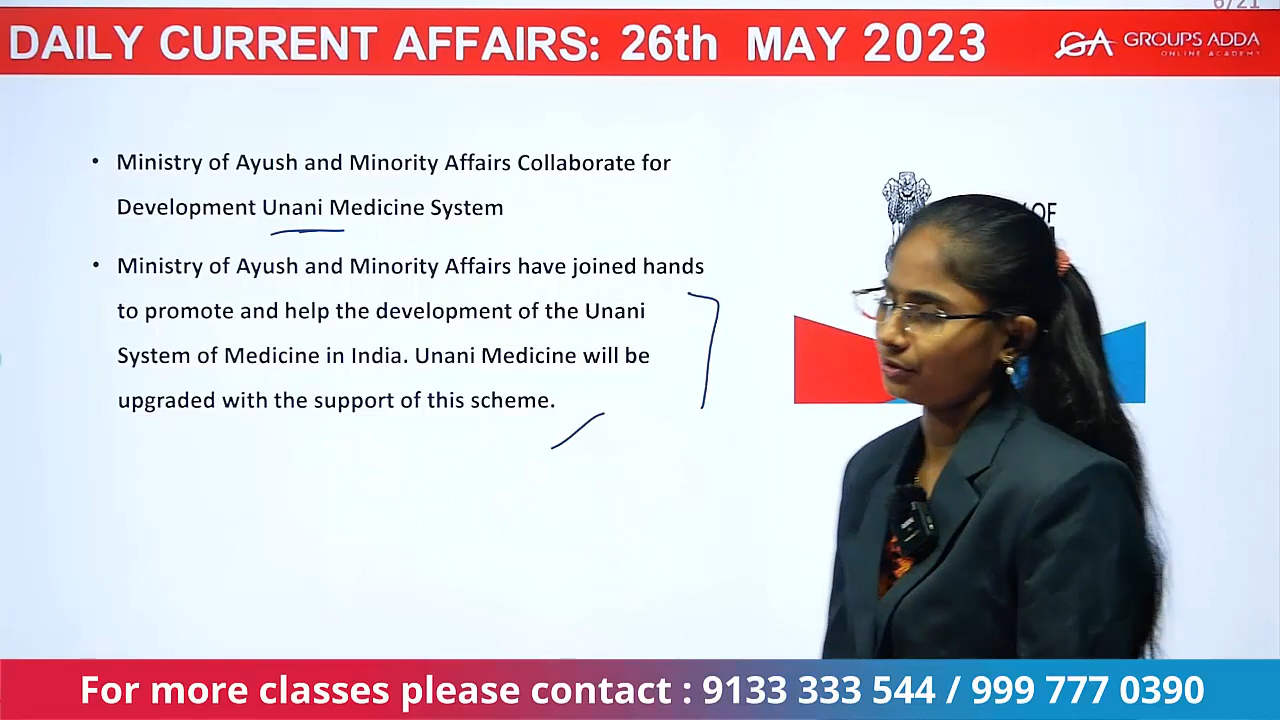 6/21
DAILY CURRENT AFFAIRS: 26th MAY 2023
GROUPS ADDA
ONLINE ACADEMY
• Ministry of Ayush and Minority Affairs Collaborate for
Development Unani Medicine System
• Ministry of Ayush and Minority Affairs have joined hands
to promote and help the development of the Unani
System of Medicine in India. Unani Medicine will be
upgraded with the support of this scheme.
OF
For more classes please contact : 9133 333 544 / 999 777 0390